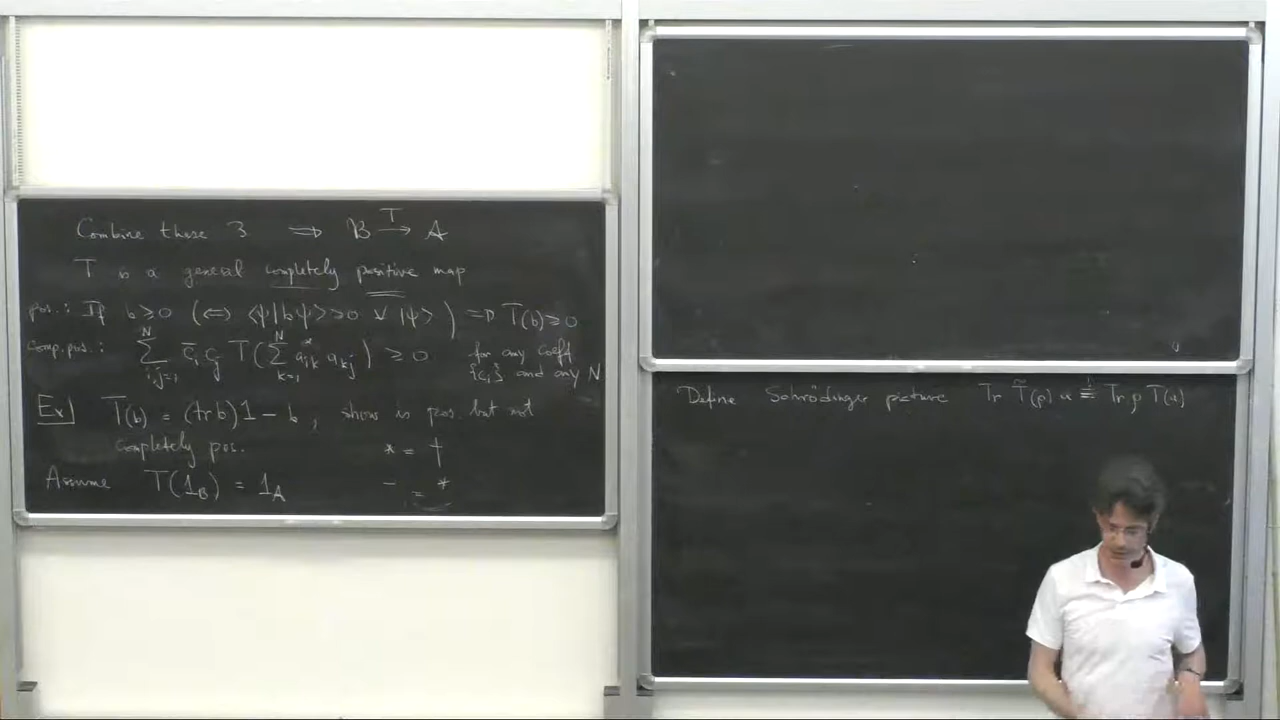 Combine these 3 ⟹ B →^T A
T is a general completely positive map
pos.: If b ≥ 0 (⟺ ⟨ψ|bψ⟩ ≥ 0 ∀ |ψ⟩) ⟹ T(b) ≥ 0
comp. pos.: ∑_{i,j=1}^N c̄_i c_j T(∑_{k=1}^N a*_{ik} a_{kj}) ≥ 0 for any coeff
{c_i} and any N
Ex] T(b) = (tr b)1 - b, show is pos. but not
completely pos. * = †
Assume T(1_B) = 1_A ‾ = *
Define Schrödinger picture Tr T̃(ρ) a ≡ Tr ρ T(a)